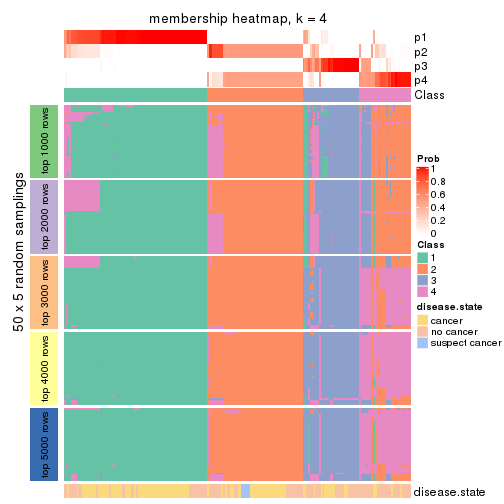 membership heatmap, k = 4
p1
p2
p3
p4
Class
50 x 5 random samplings
top 1000 rows
top 2000 rows
top 3000 rows
top 4000 rows
top 5000 rows
Prob
1
0.8
0.6
0.4
0.2
0
Class
1
2
3
4
disease.state
cancer
no cancer
suspect cancer
disease.state